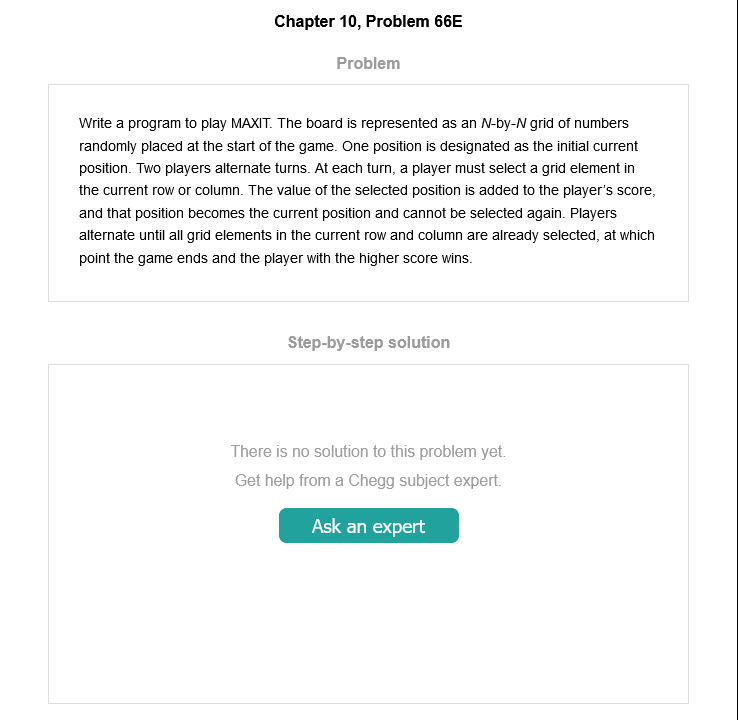 Chapter 10, Problem 66E
Problem
Write a program to play MAXIT. The board is represented as an N-by-N grid of numbers
randomly placed at the start of the game. One position is designated as the initial current
position. Two players alternate turns. At each turn, a player must select a grid element in
the current row or column. The value of the selected position is added to the player’s score,
and that position becomes the current position and cannot be selected again. Players
alternate until all grid elements in the current row and column are already selected, at which
point the game ends and the player with the higher score wins.
Step-by-step solution
There is no solution to this problem yet.
Get help from a Chegg subject expert.
Ask an expert